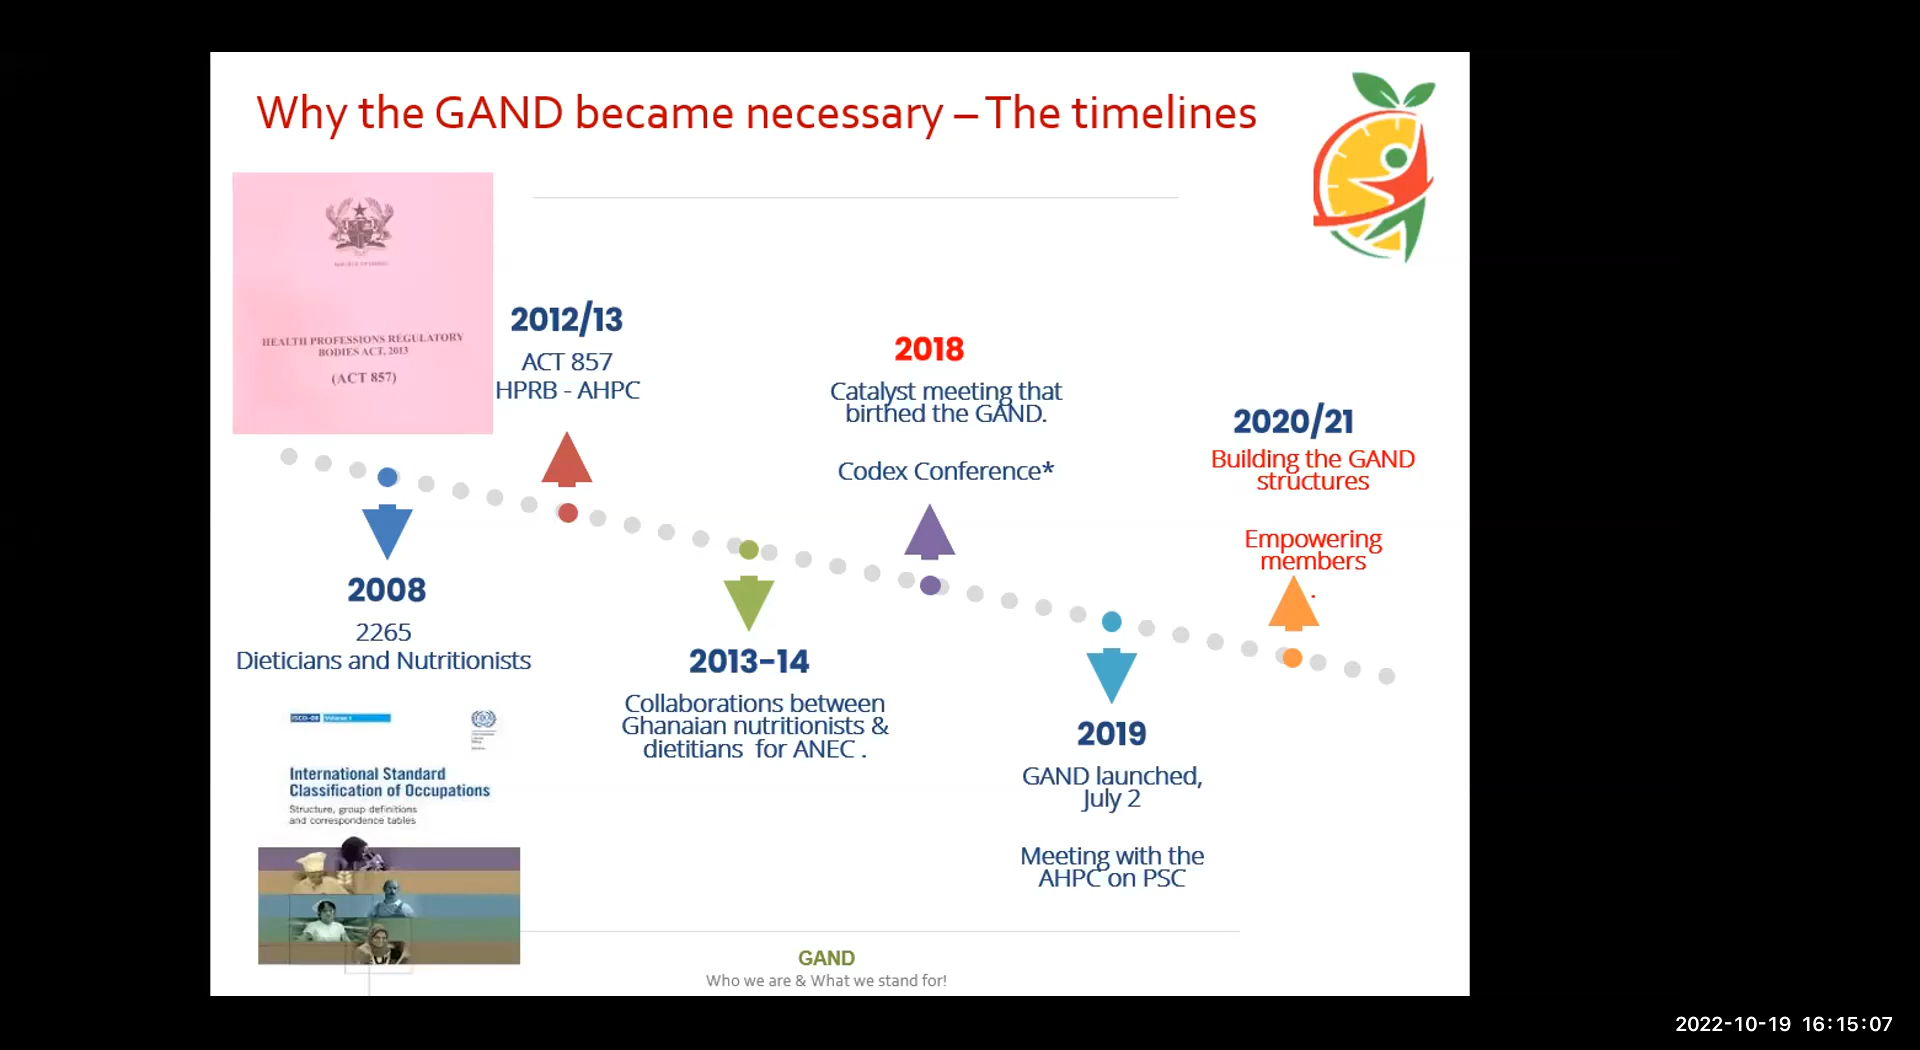 Why the GAND became necessary – The timelines
HEALTH PROFESSIONS REGULATORY
BODIES ACT, 2013
(ACT 857)
2012/13
ACT 857
HPRB - AHPC
2018
Catalyst meeting that
birthed the GAND.
Codex Conference*
2020/21
Building the GAND
structures
Empowering
members
.
2008
2265
Dieticians and Nutritionists
2013-14
Collaborations between
Ghanaian nutritionists &
dietitians for ANEC .
2019
GAND launched,
July 2
Meeting with the
AHPC on PSC
ISCO-08 Volume 1
International Standard
Classification of Occupations
Structure, group definitions
and correspondence tables
GAND
Who we are & What we stand for!
2022-10-19 16:15:07